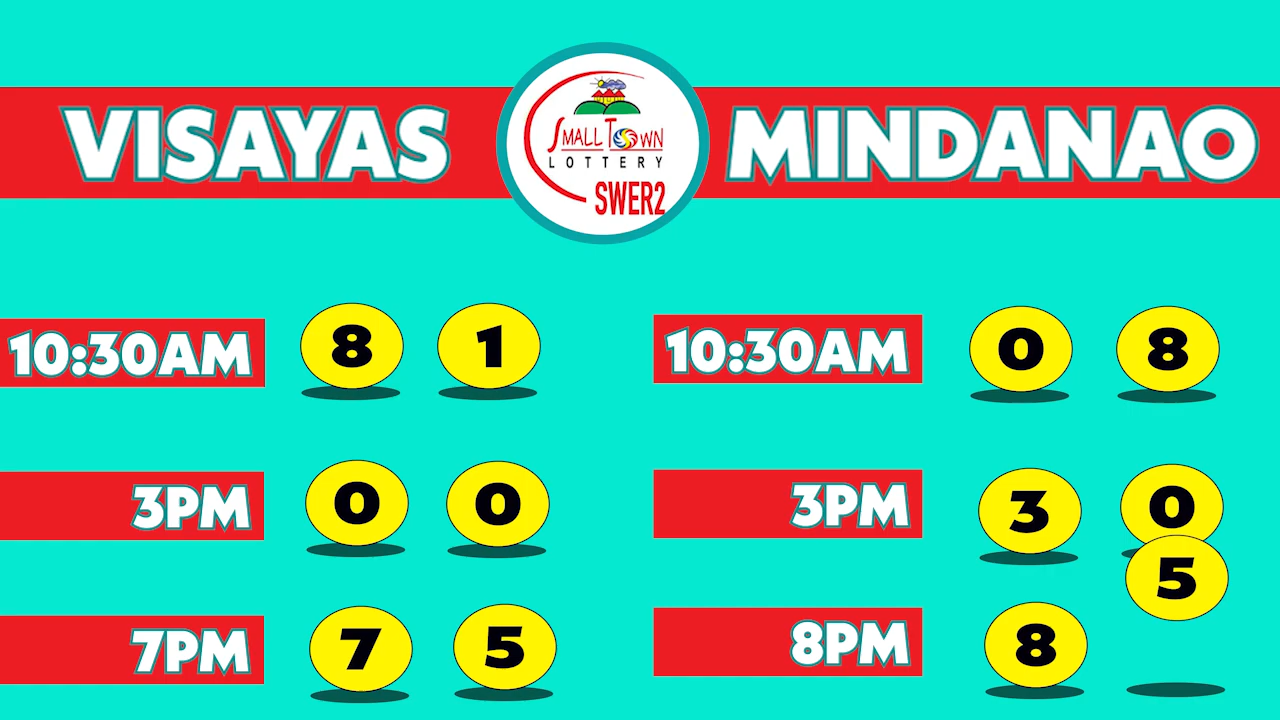 VISAYAS
SMALL TOWN
LOTTERY
SWER2
MINDANAO
10:30AM 8 1
10:30AM 0 8
3PM 0 0
3PM 3 0
7PM 7 5
8PM 8 5